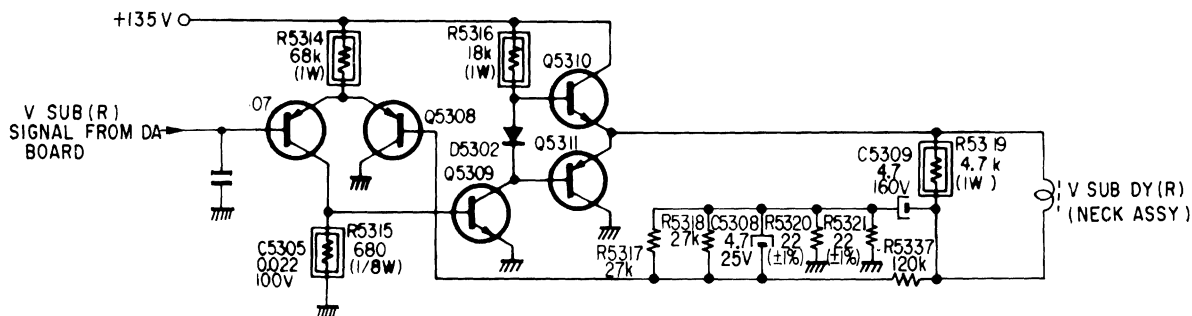 +135V
R5314
68k
(1W)
R5316
18k
(1W)
Q5310
V SUB(R)
SIGNAL FROM DA
BOARD
07
Q5308
D5302
Q5311
Q5309
C5305
0.022
100V
R5315
680
(1/8W)
R5317
27k
R5318
27k
C5308
4.7
25V
R5320
22
(±1%)
R5321
22
(±1%)
C5309
4.7
160V
R5319
4.7k
(1W)
R5337
120k
V SUB DY(R)
(NECK ASSY)